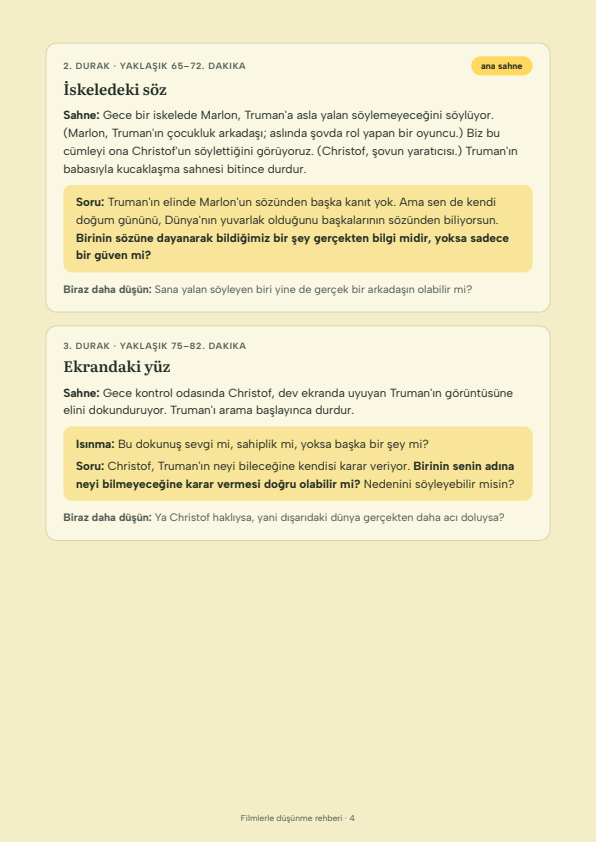 2. DURAK · YAKLAŞIK 65–72. DAKİKA
ana sahne
İskeledeki söz
Sahne: Gece bir iskelede Marlon, Truman'a asla yalan söylemeyeceğini söylüyor.
(Marlon, Truman'ın çocukluk arkadaşı; aslında şovda rol yapan bir oyuncu.) Biz bu
cümleyi ona Christof'un söylettiğini görüyoruz. (Christof, şovun yaratıcısı.) Truman'ın
babasıyla kucaklaşma sahnesi bitince durdur.
Soru: Truman'ın elinde Marlon'un sözünden başka kanıt yok. Ama sen de kendi
doğum gününü, Dünya'nın yuvarlak olduğunu başkalarının sözünden biliyorsun.
Birinin sözüne dayanarak bildiğimiz bir şey gerçekten bilgi midir, yoksa sadece
bir güven mi?
Biraz daha düşün: Sana yalan söyleyen biri yine de gerçek bir arkadaşın olabilir mi?
3. DURAK · YAKLAŞIK 75–82. DAKİKA
Ekrandaki yüz
Sahne: Gece kontrol odasında Christof, dev ekranda uyuyan Truman'ın görüntüsüne
elini dokunduruyor. Truman'ı arama başlayınca durdur.
Isınma: Bu dokunuş sevgi mi, sahiplik mi, yoksa başka bir şey mi?
Soru: Christof, Truman'ın neyi bileceğine kendisi karar veriyor. Birinin senin adına
neyi bilmeyeceğine karar vermesi doğru olabilir mi? Nedenini söyleyebilir misin?
Biraz daha düşün: Ya Christof haklıysa, yani dışarıdaki dünya gerçekten daha acı doluysa?
Filmlerle düşünme rehberi · 4